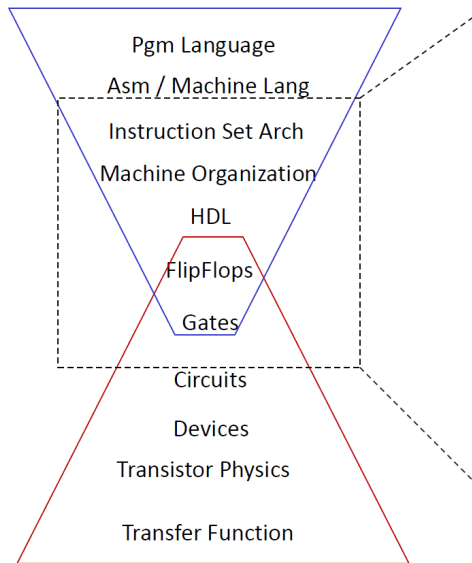 Pgm Language
Asm / Machine Lang
Instruction Set Arch
Machine Organization
HDL
FlipFlops
Gates
Circuits
Devices
Transistor Physics
Transfer Function